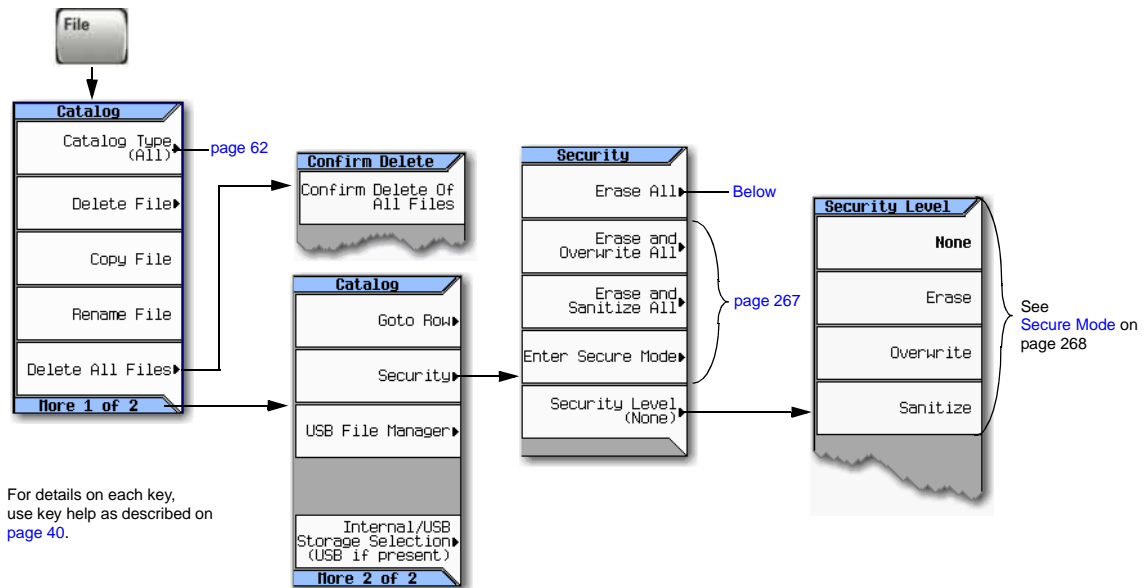 File
Catalog
Catalog Type
(All)
page 62
Delete File
Copy File
Rename File
Delete All Files
More 1 of 2
Confirm Delete
Confirm Delete Of
All Files
Catalog
Goto Row
Security
USB File Manager
Internal/USB
Storage Selection
(USB if present)
More 2 of 2
Security
Erase All
Below
Erase and
Overwrite All
Erase and
Sanitize All
Enter Secure Mode
page 267
Security Level
(None)
Security Level
None
Erase
Overwrite
Sanitize
See
Secure Mode on
page 268
For details on each key,
use key help as described on
page 40.